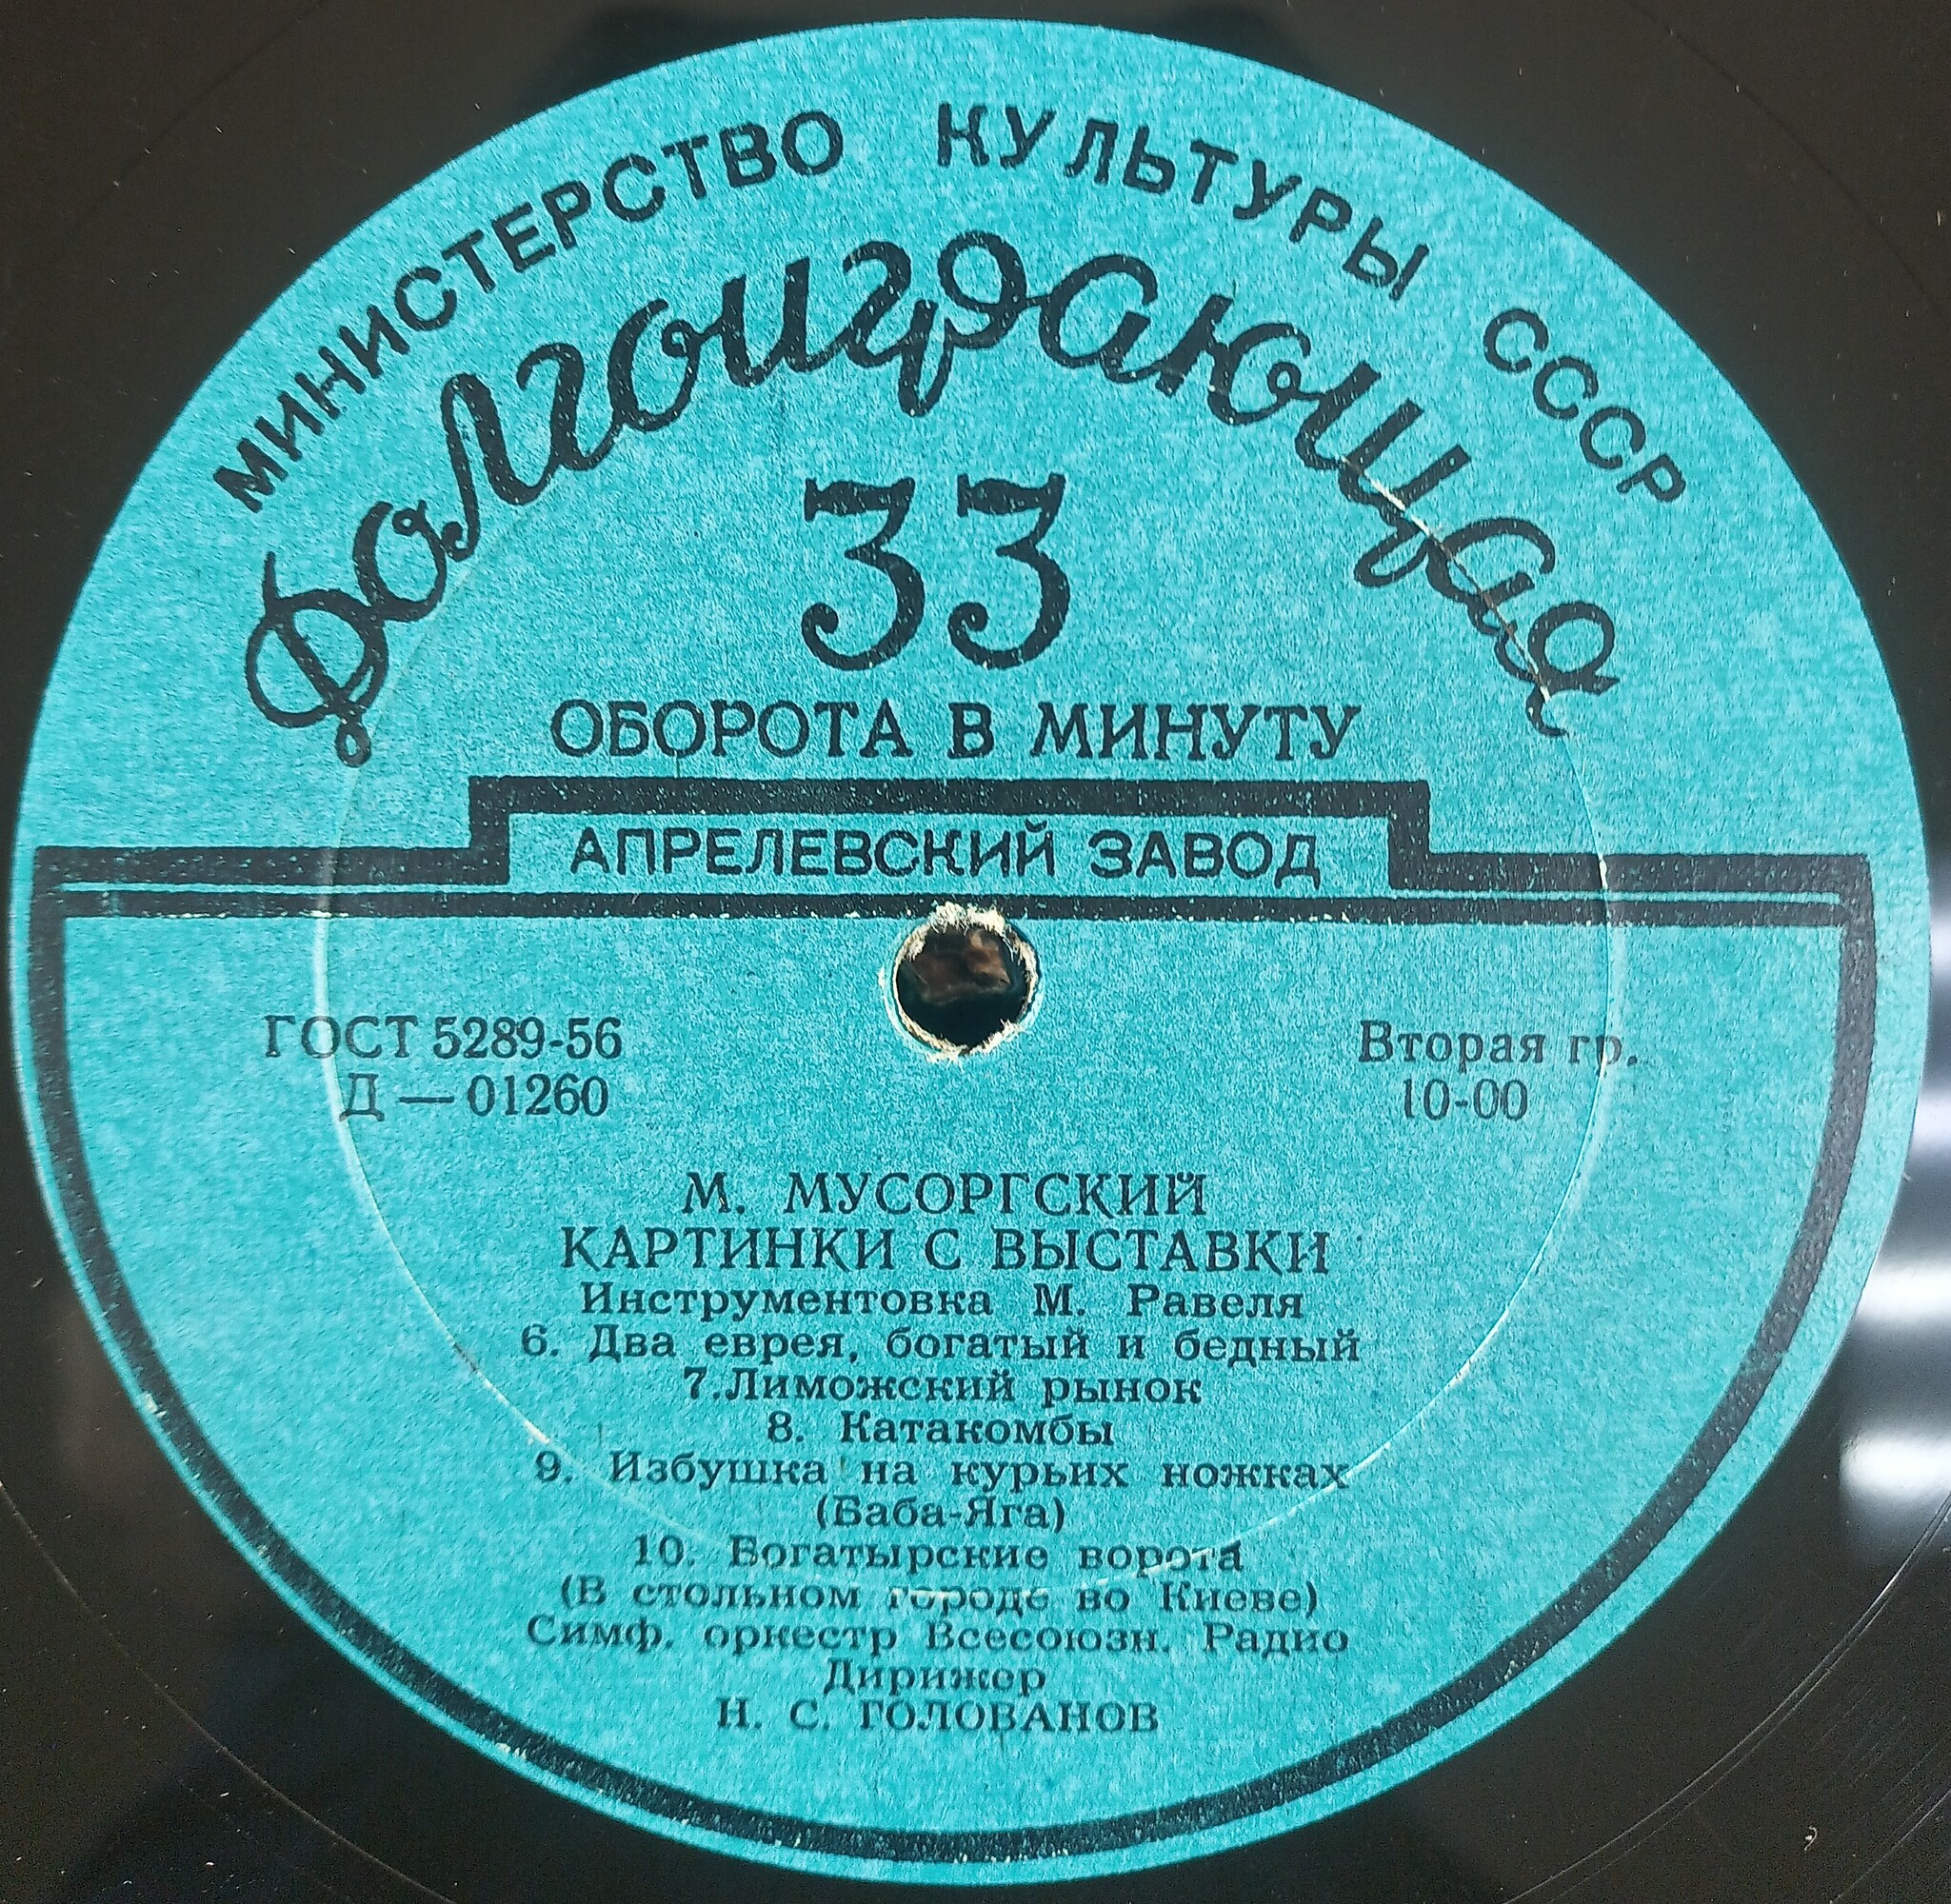 МИНИСТЕРСТВО КУЛЬТУРЫ СССР
Долгоиграющая
33
ОБОРОТА В МИНУТУ
АПРЕЛЕВСКИЙ ЗАВОД
ГОСТ 5289-56
Вторая гр.
Д — 01260
10-00
М. МУСОРГСКИЙ
КАРТИНКИ С ВЫСТАВКИ
Инструментовка М. Равеля
6. Два еврея, богатый и бедный
7.Лиможский рынок
8. Катакомбы
9. Избушка на курьих ножках
(Баба-Яга)
10. Богатырские ворота
(В стольном городе во Киеве)
Симф. оркестр Всесоюзн. Радио
Дирижер
Н. С. ГОЛОВАНОВ